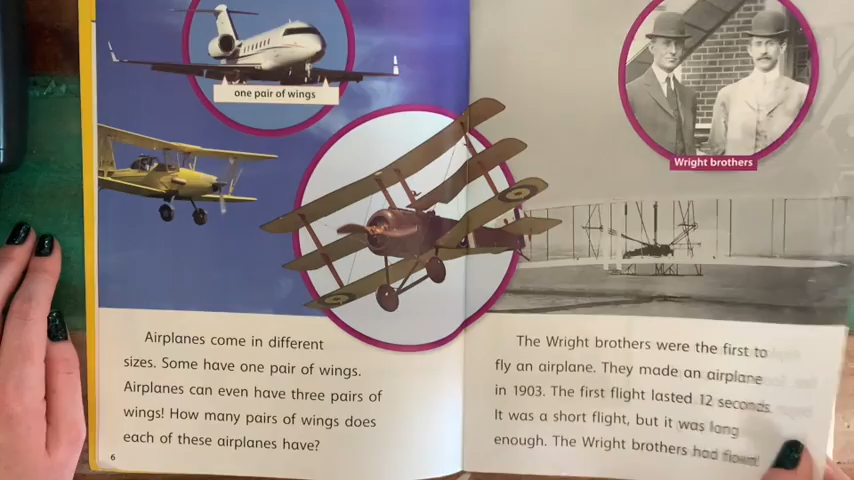 one pair of wings
Wright brothers
Airplanes come in different
sizes. Some have one pair of wings.
Airplanes can even have three pairs of
wings! How many pairs of wings does
each of these airplanes have?
6
The Wright brothers were the first to
fly an airplane. They made an airplane
in 1903. The first flight lasted 12 seconds.
It was a short flight, but it was long
enough. The Wright brothers had flown!